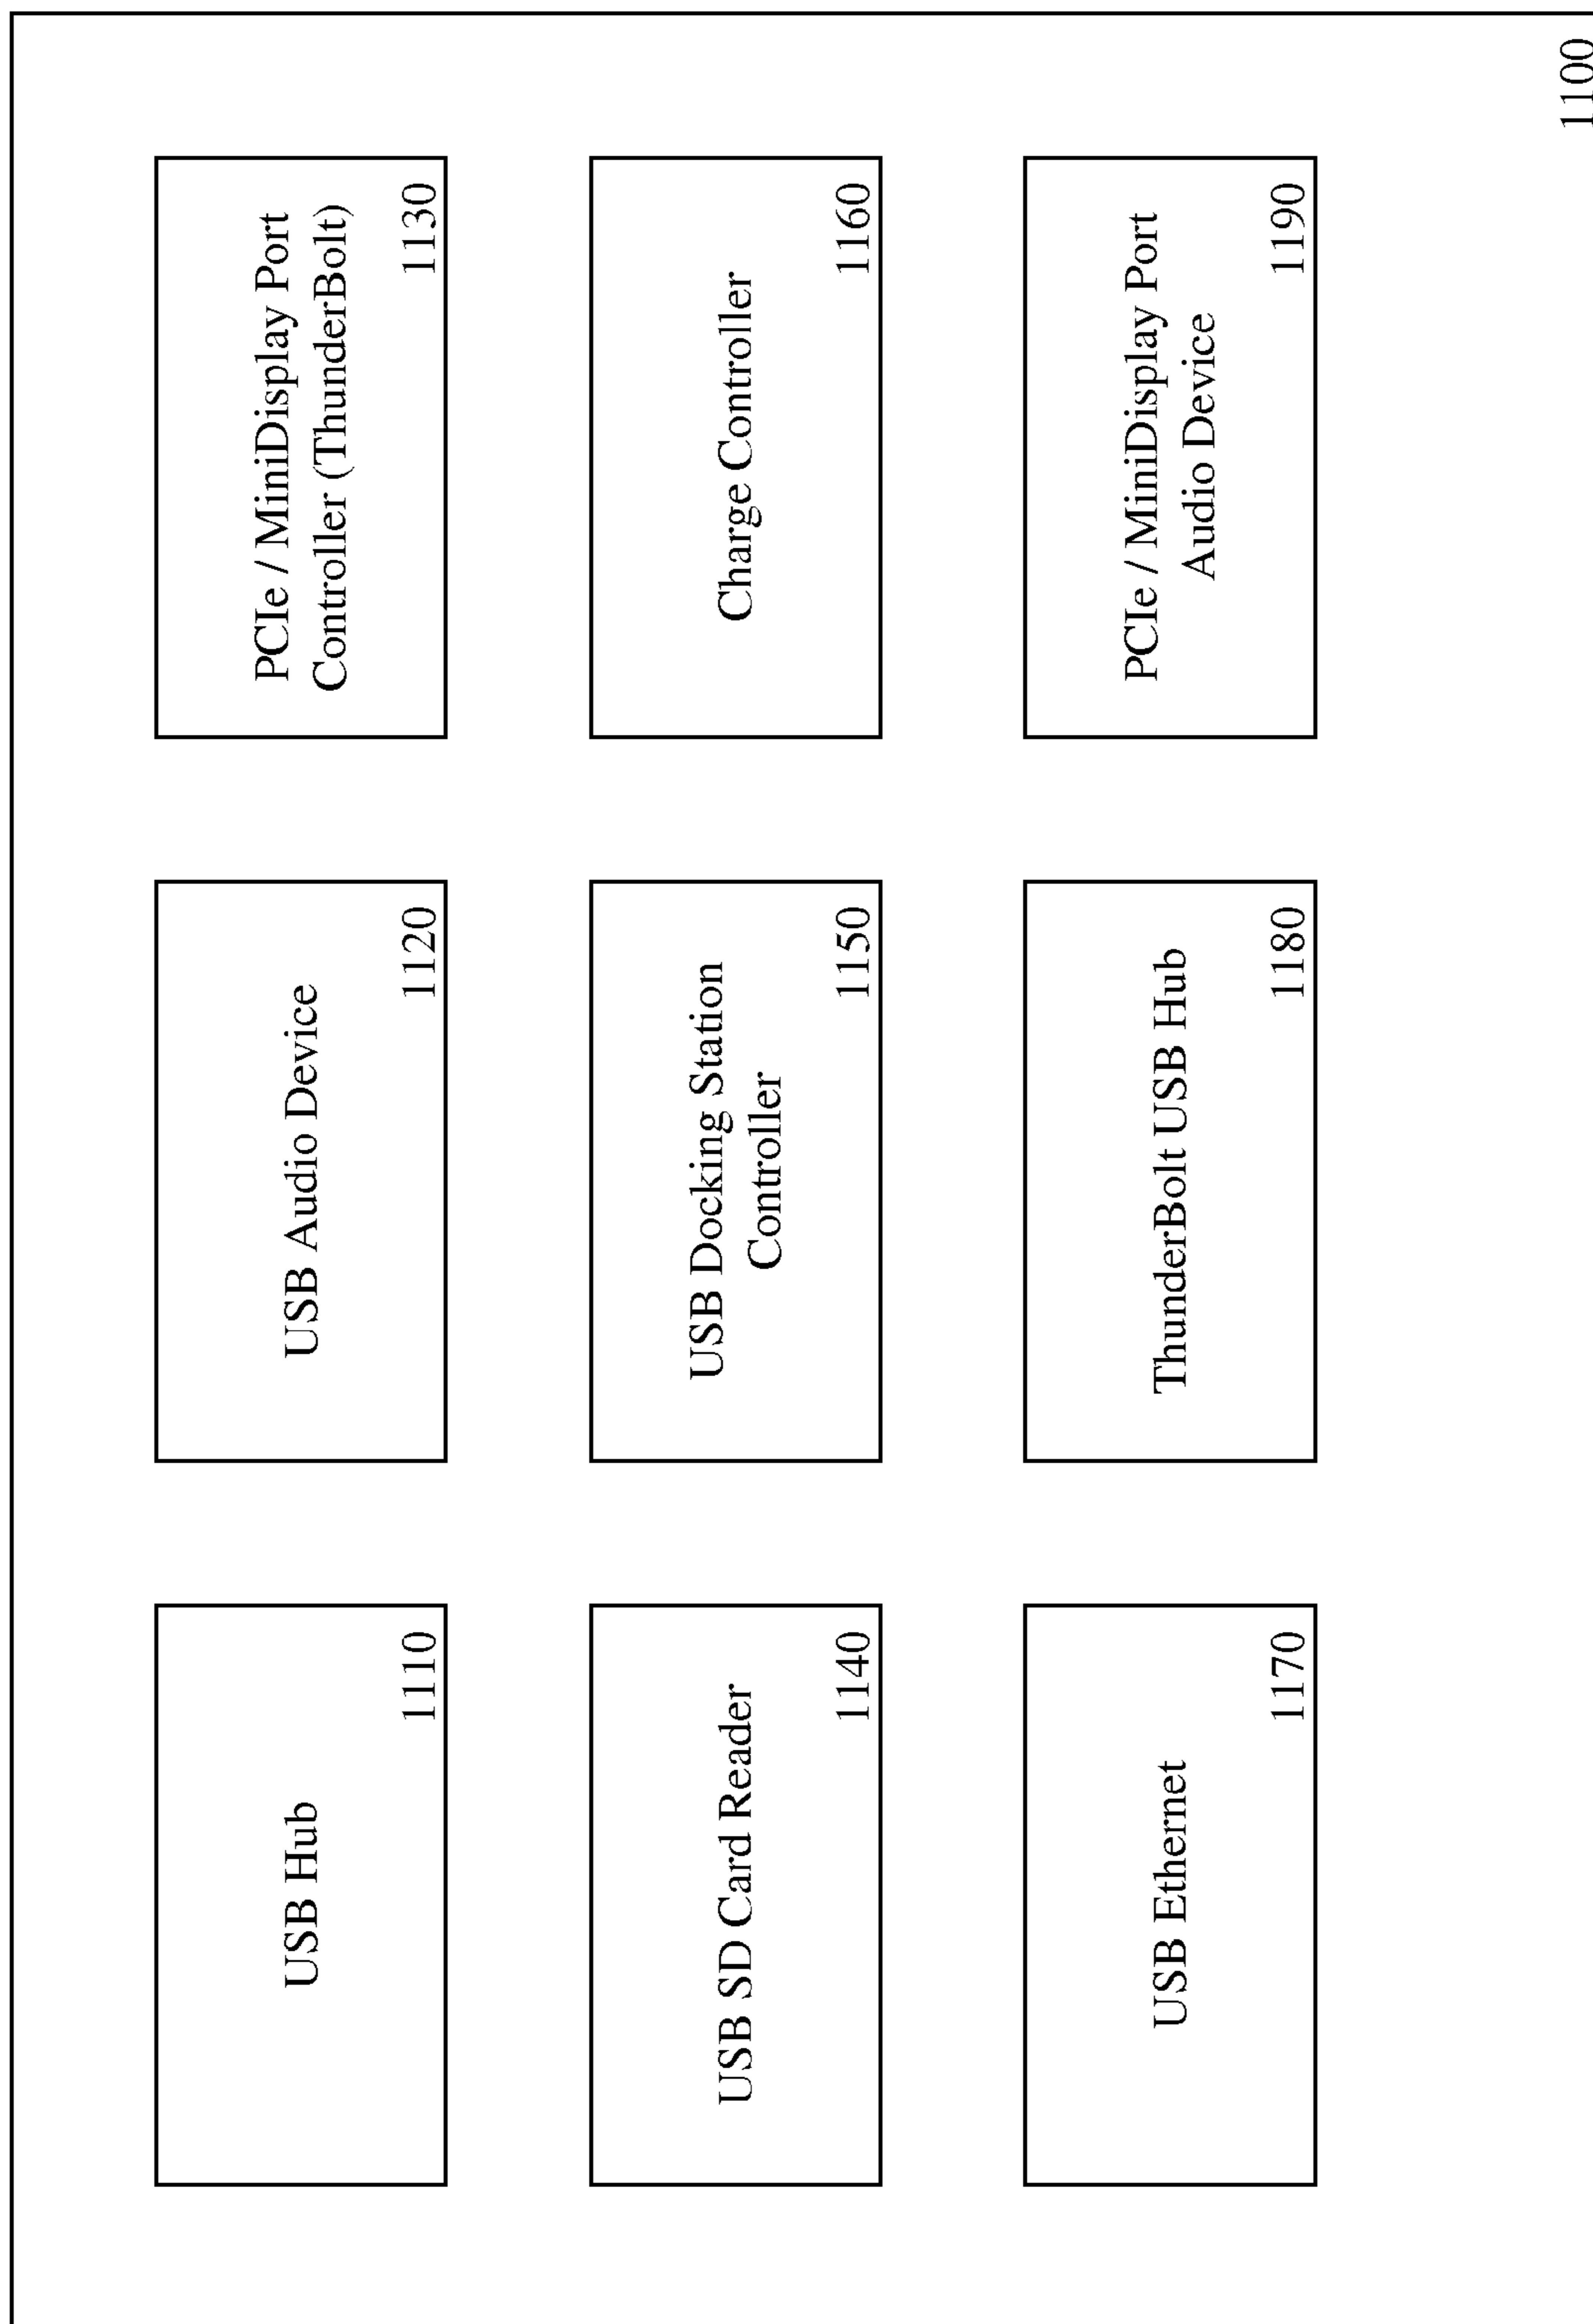 USB Hub
1110
USB Audio Device
1120
PCIe / MiniDisplay Port
Controller (ThunderBolt)
1130
USB SD Card Reader
1140
USB Docking Station
Controller
1150
Charge Controller
1160
USB Ethernet
1170
ThunderBolt USB Hub
1180
PCIe / MiniDisplay Port
Audio Device
1190
1100